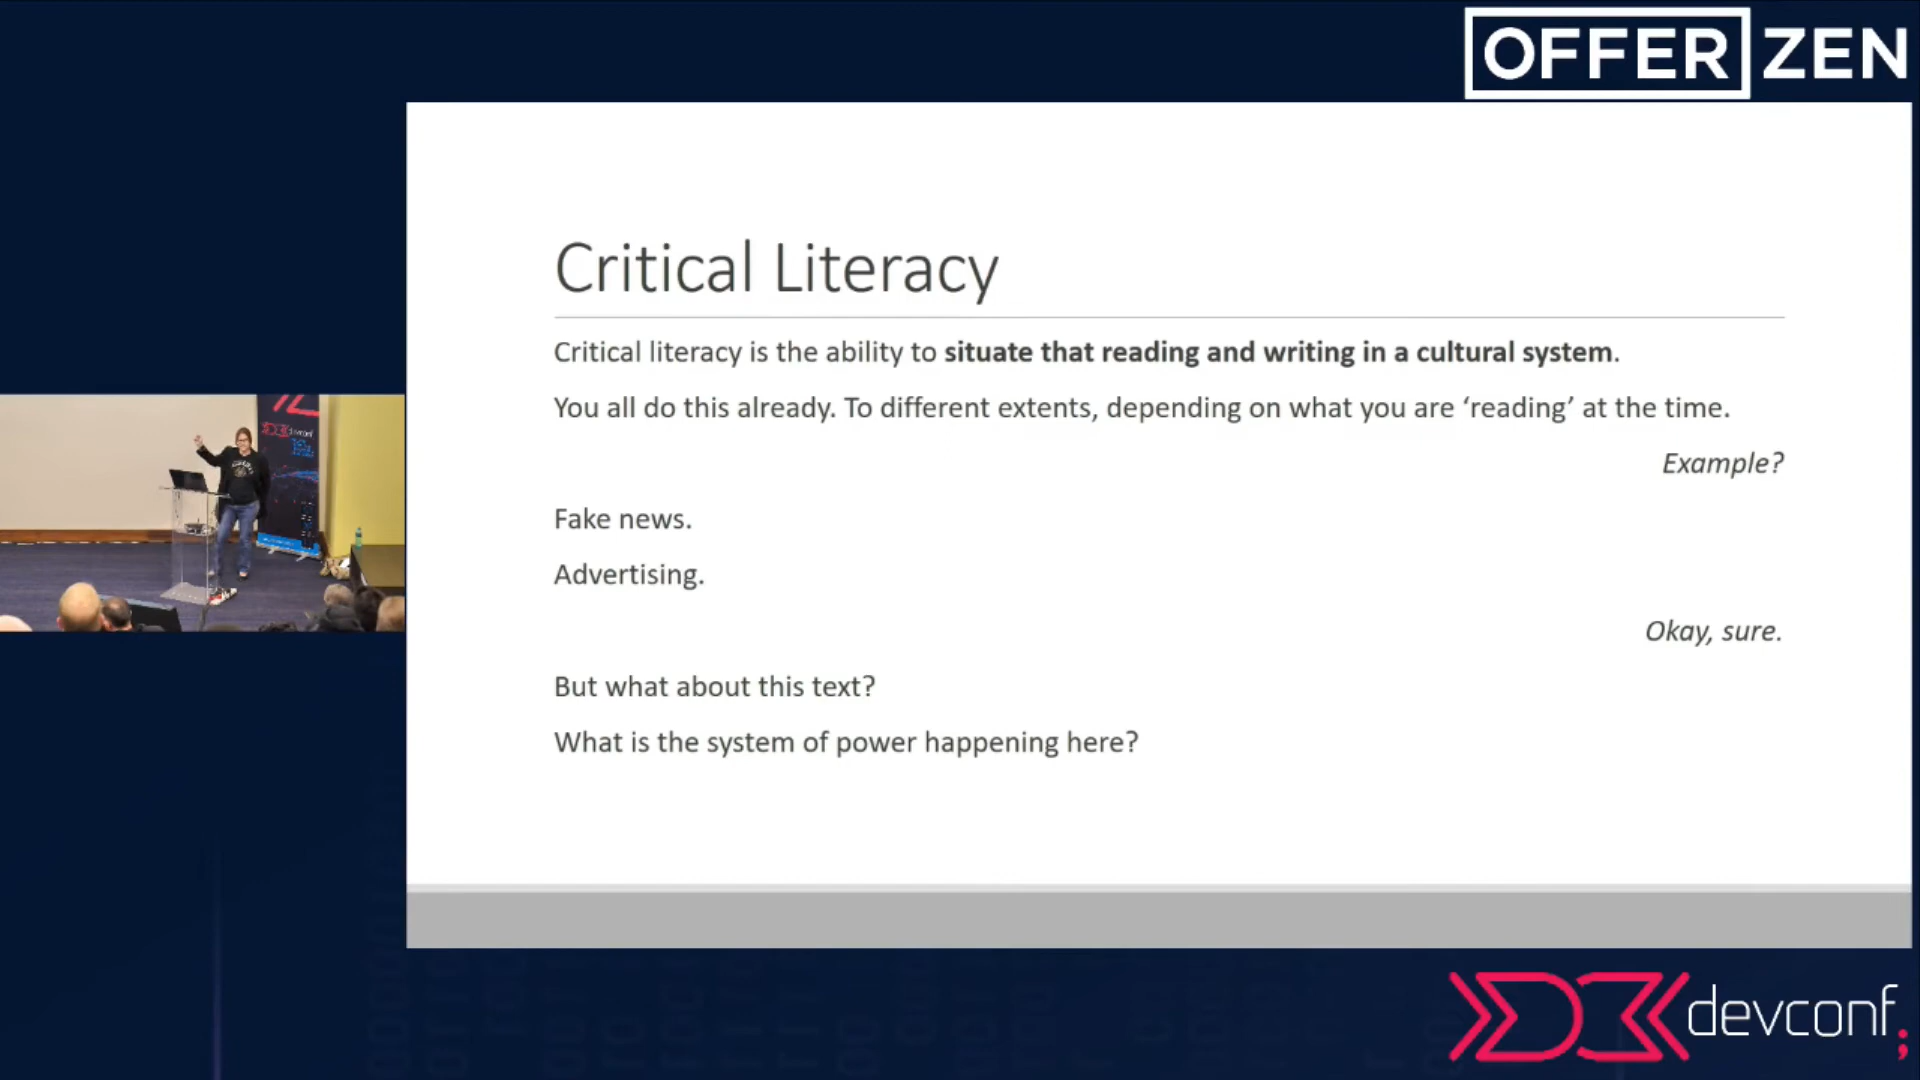 OFFERZEN
Critical Literacy
Critical literacy is the ability to situate that reading and writing in a cultural system.
You all do this already. To different extents, depending on what you are ‘reading’ at the time.
Example?
Fake news.
Advertising.
Okay, sure.
But what about this text?
What is the system of power happening here?
devconf
devconf;